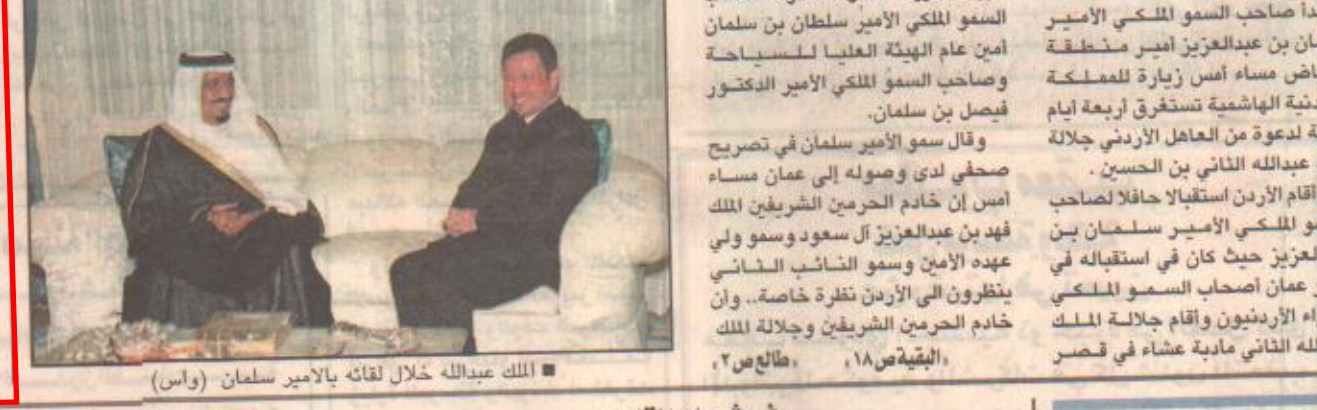 صاحب السمو الملكي الأمير
بن عبدالعزيز أمير منطقة
مساء أمس زيارة للمملكة
الهاشمية تستغرق أربعة أيام
لدعوة من العاهل الأردني جلالة
عبدالله الثاني بن الحسين .
أقام الأردن استقبالا حافلا لصاحب
الملكي الأمير سلمان بن
حيث كان في استقباله في
عمان أصحاب السمو الملكي
الأردنيون وأقام جلالة الملك
الثاني مادبة عشاء في قصر
السمو الملكي الأمير سلطان بن سلمان
أمين عام الهيئة العليا للسياحة
وصاحب السمو الملكي الأمير الدكتور
فيصل بن سلمان.
وقال سمو الأمير سلمان في تصريح
صحفي لدى وصوله إلى عمان مساء
أمس إن خادم الحرمين الشريفين الملك
فهد بن عبدالعزيز آل سعود وسمو ولي
عهده الأمين وسمو النائب الثاني
ينظرون الى الأردن نظرة خاصة.. وان
خادم الحرمين الشريفين وجلالة الملك
«البقية ص١٨» «طالع ص٢»
■ الملك عبدالله خلال لقائه بالأمير سلمان (واس)